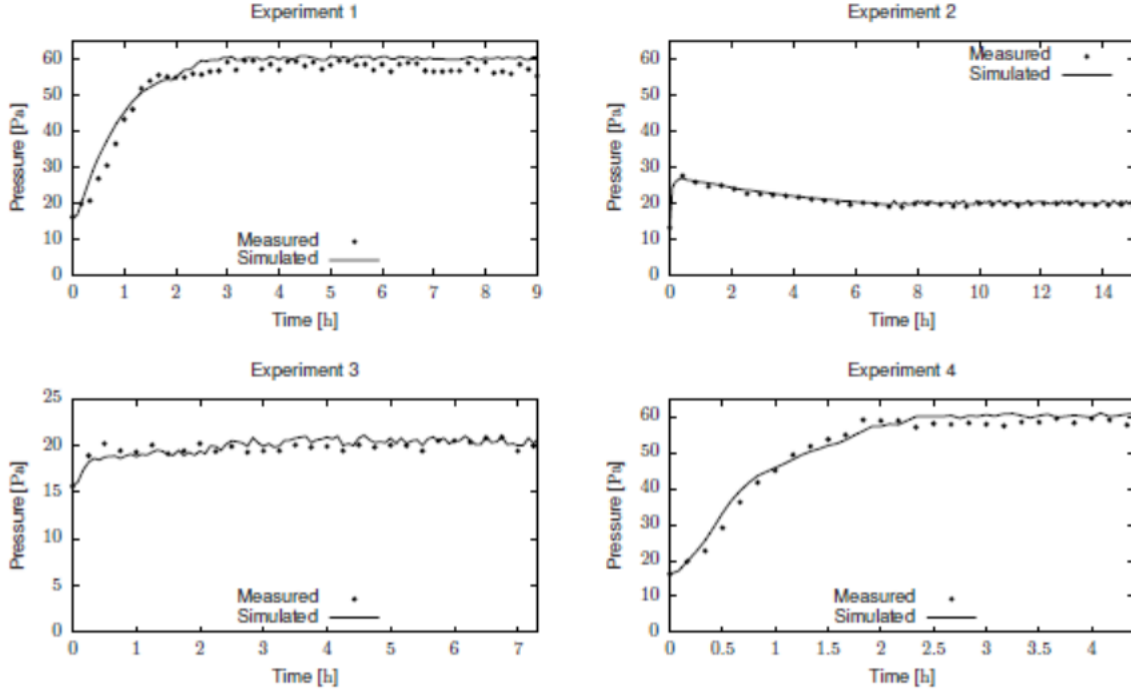 Experiment 1
Pressure [Pa]
60
50
40
30
20
10
0
Measured
Simulated
0 1 2 3 4 5 6 7 8 9
Time [h]
Experiment 2
Pressure [Pa]
60
50
40
30
20
10
0
Measured
Simulated
0 2 4 6 8 10 12 14
Time [h]
Experiment 3
Pressure [Pa]
25
20
15
10
5
0
Measured
Simulated
0 1 2 3 4 5 6 7
Time [h]
Experiment 4
Pressure [Pa]
60
50
40
30
20
10
0
Measured
Simulated
0 0.5 1 1.5 2 2.5 3 3.5 4
Time [h]